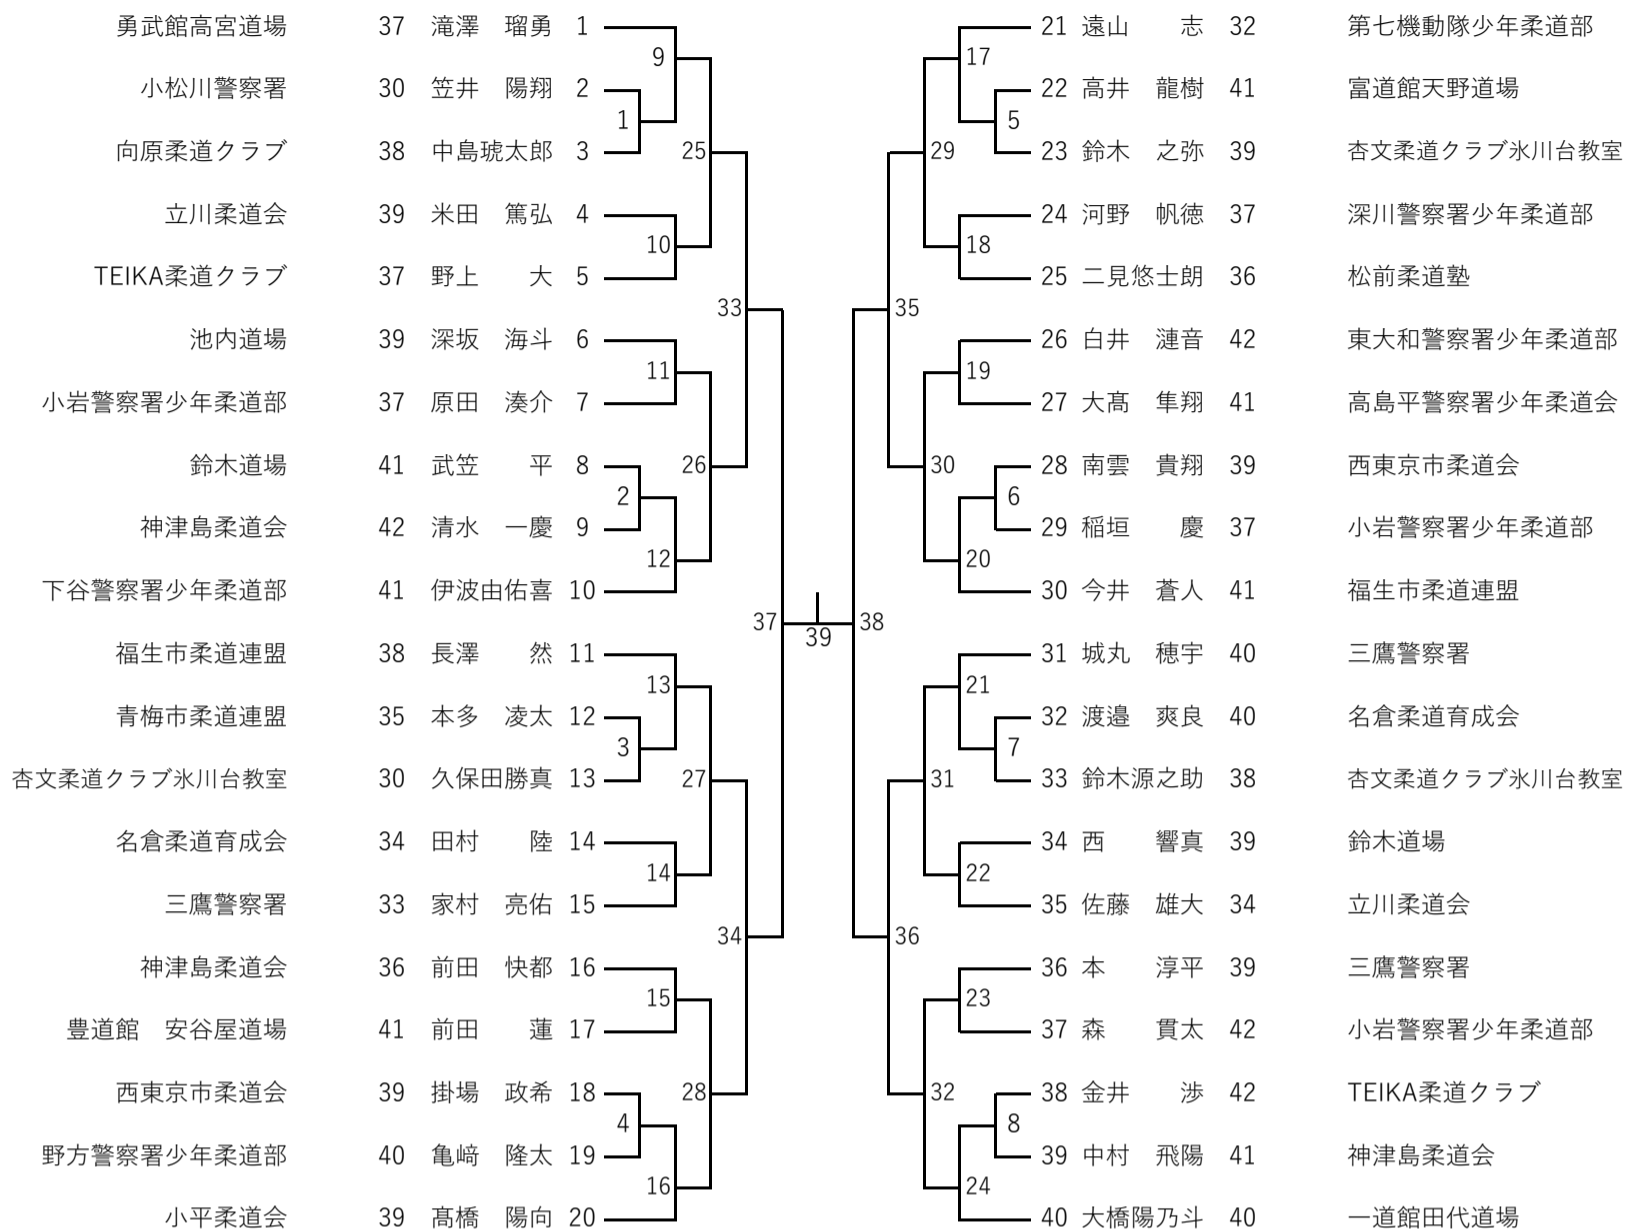 勇武館高宮道場 37 滝澤 瑠勇 1
小松川警察署 30 笠井 陽翔 2
向原柔道クラブ 38 中島琥太郎 3
立川柔道会 39 米田 篤弘 4
TEIKA柔道クラブ 37 野上 大 5
池内道場 39 深坂 海斗 6
小岩警察署少年柔道部 37 原田 湊介 7
鈴木道場 41 武笠 平 8
神津島柔道会 42 清水 一慶 9
下谷警察署少年柔道部 41 伊波由佑喜 10
福生市柔道連盟 38 長澤 然 11
青梅市柔道連盟 35 本多 凌太 12
杏文柔道クラブ氷川台教室 30 久保田勝真 13
名倉柔道育成会 34 田村 陸 14
三鷹警察署 33 家村 亮佑 15
神津島柔道会 36 前田 快都 16
豊道館 安谷屋道場 41 前田 蓮 17
西東京市柔道会 39 掛場 政希 18
野方警察署少年柔道部 40 亀﨑 隆太 19
小平柔道会 39 髙橋 陽向 20
1
2
3
4
9
10
11
12
13
14
15
16
25
26
27
28
33
34
37
39
38
35
36
29
30
31
32
17
18
19
20
21
22
23
24
5
6
7
8
21 遠山 志 32 第七機動隊少年柔道部
22 高井 龍樹 41 富道館天野道場
23 鈴木 之弥 39 杏文柔道クラブ氷川台教室
24 河野 帆徳 37 深川警察署少年柔道部
25 二見悠士朗 36 松前柔道塾
26 白井 漣音 42 東大和警察署少年柔道部
27 大髙 隼翔 41 高島平警察署少年柔道会
28 南雲 貴翔 39 西東京市柔道会
29 稲垣 慶 37 小岩警察署少年柔道部
30 今井 蒼人 41 福生市柔道連盟
31 城丸 穂宇 40 三鷹警察署
32 渡邉 爽良 40 名倉柔道育成会
33 鈴木源之助 38 杏文柔道クラブ氷川台教室
34 西 響真 39 鈴木道場
35 佐藤 雄大 34 立川柔道会
36 本 淳平 39 三鷹警察署
37 森 貫太 42 小岩警察署少年柔道部
38 金井 渉 42 TEIKA柔道クラブ
39 中村 飛陽 41 神津島柔道会
40 大橋陽乃斗 40 一道館田代道場